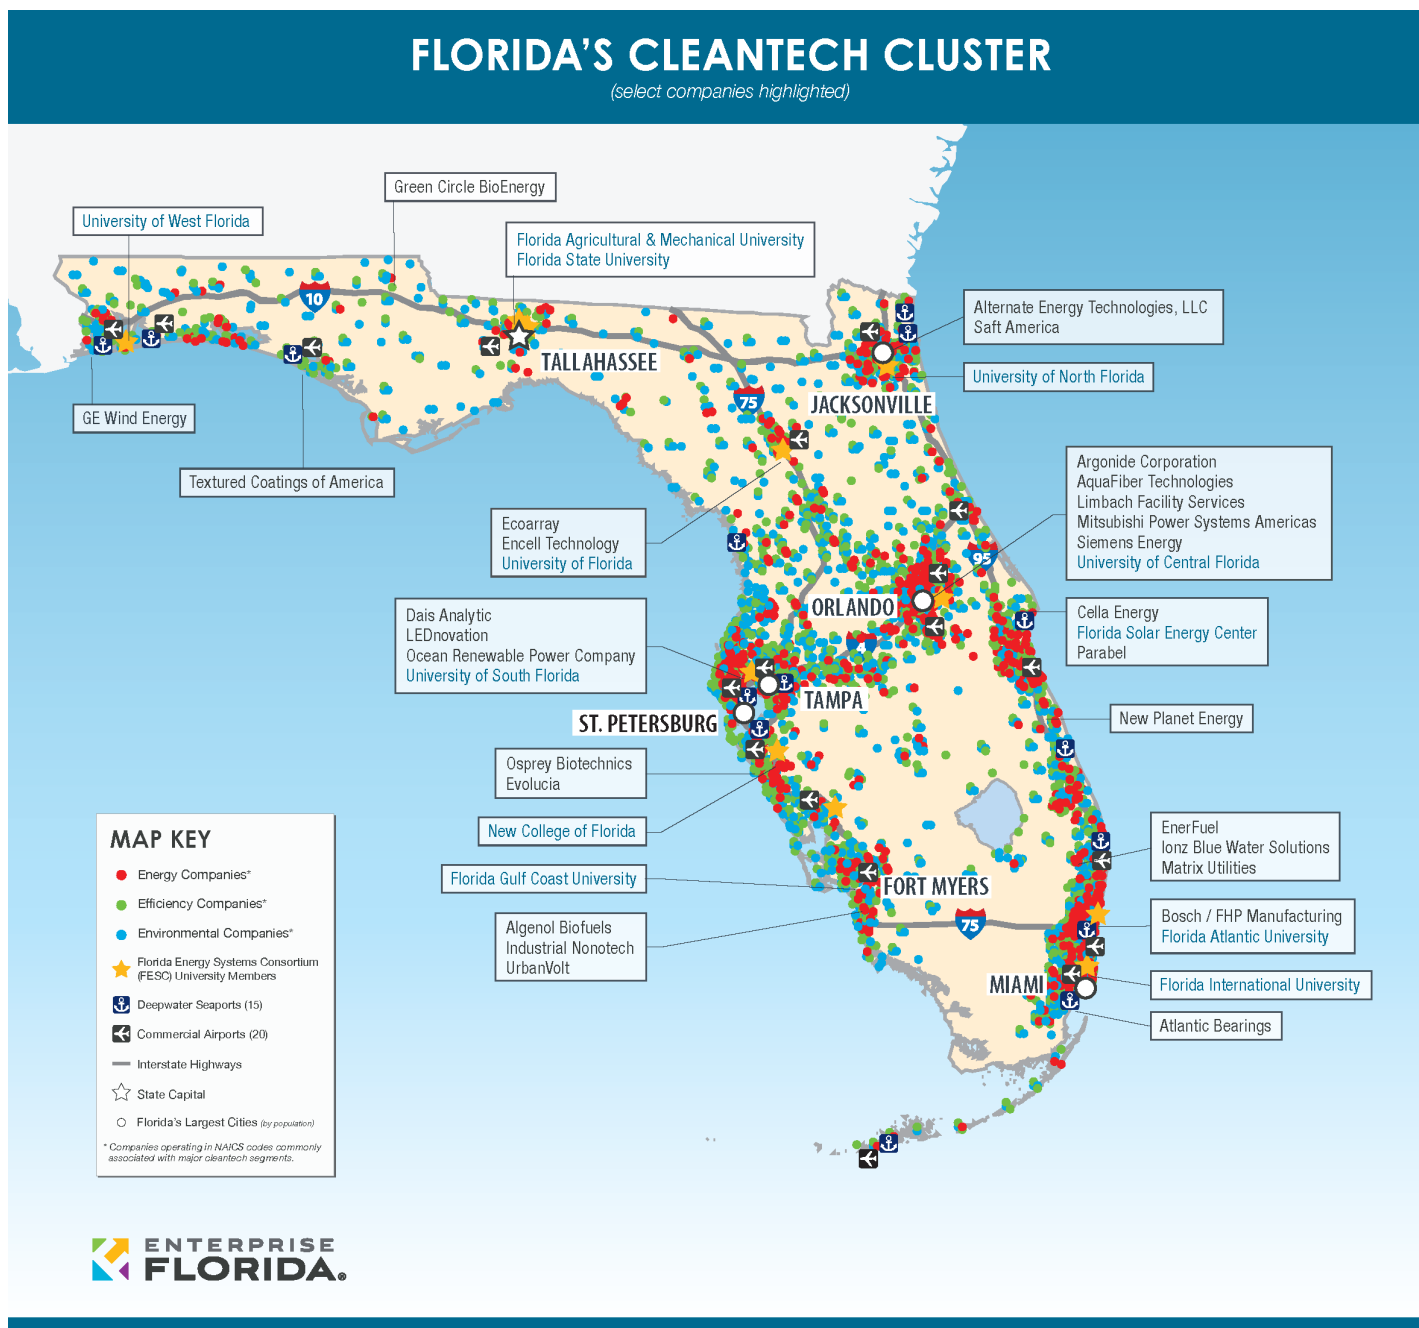 FLORIDA'S CLEANTECH CLUSTER
(select companies highlighted)
Green Circle BioEnergy
University of West Florida
Florida Agricultural & Mechanical University
Florida State University
10
Alternate Energy Technologies, LLC
Saft America
TALLAHASSEE
University of North Florida
75
JACKSONVILLE
GE Wind Energy
Textured Coatings of America
Argonide Corporation
AquaFiber Technologies
Limbach Facility Services
Mitsubishi Power Systems Americas
Siemens Energy
University of Central Florida
Ecoarray
Encell Technology
University of Florida
95
ORLANDO
Dais Analytic
LEDnovation
Ocean Renewable Power Company
University of South Florida
Cella Energy
Florida Solar Energy Center
Parabel
4
TAMPA
ST. PETERSBURG
New Planet Energy
Osprey Biotechnics
Evolucia
New College of Florida
EnerFuel
Ionz Blue Water Solutions
Matrix Utilities
Florida Gulf Coast University
FORT MYERS
Algenol Biofuels
Industrial Nanotech
UrbanVolt
75
Bosch / FHP Manufacturing
Florida Atlantic University
MIAMI
Florida International University
Atlantic Bearings
MAP KEY
Energy Companies*
Efficiency Companies*
Environmental Companies*
Florida Energy Systems Consortium
(FESC) University Members
Deepwater Seaports (15)
Commercial Airports (20)
Interstate Highways
State Capital
Florida's Largest Cities (by population)
* Companies operating in NAICS codes commonly
associated with major cleantech segments.
ENTERPRISE
FLORIDA®